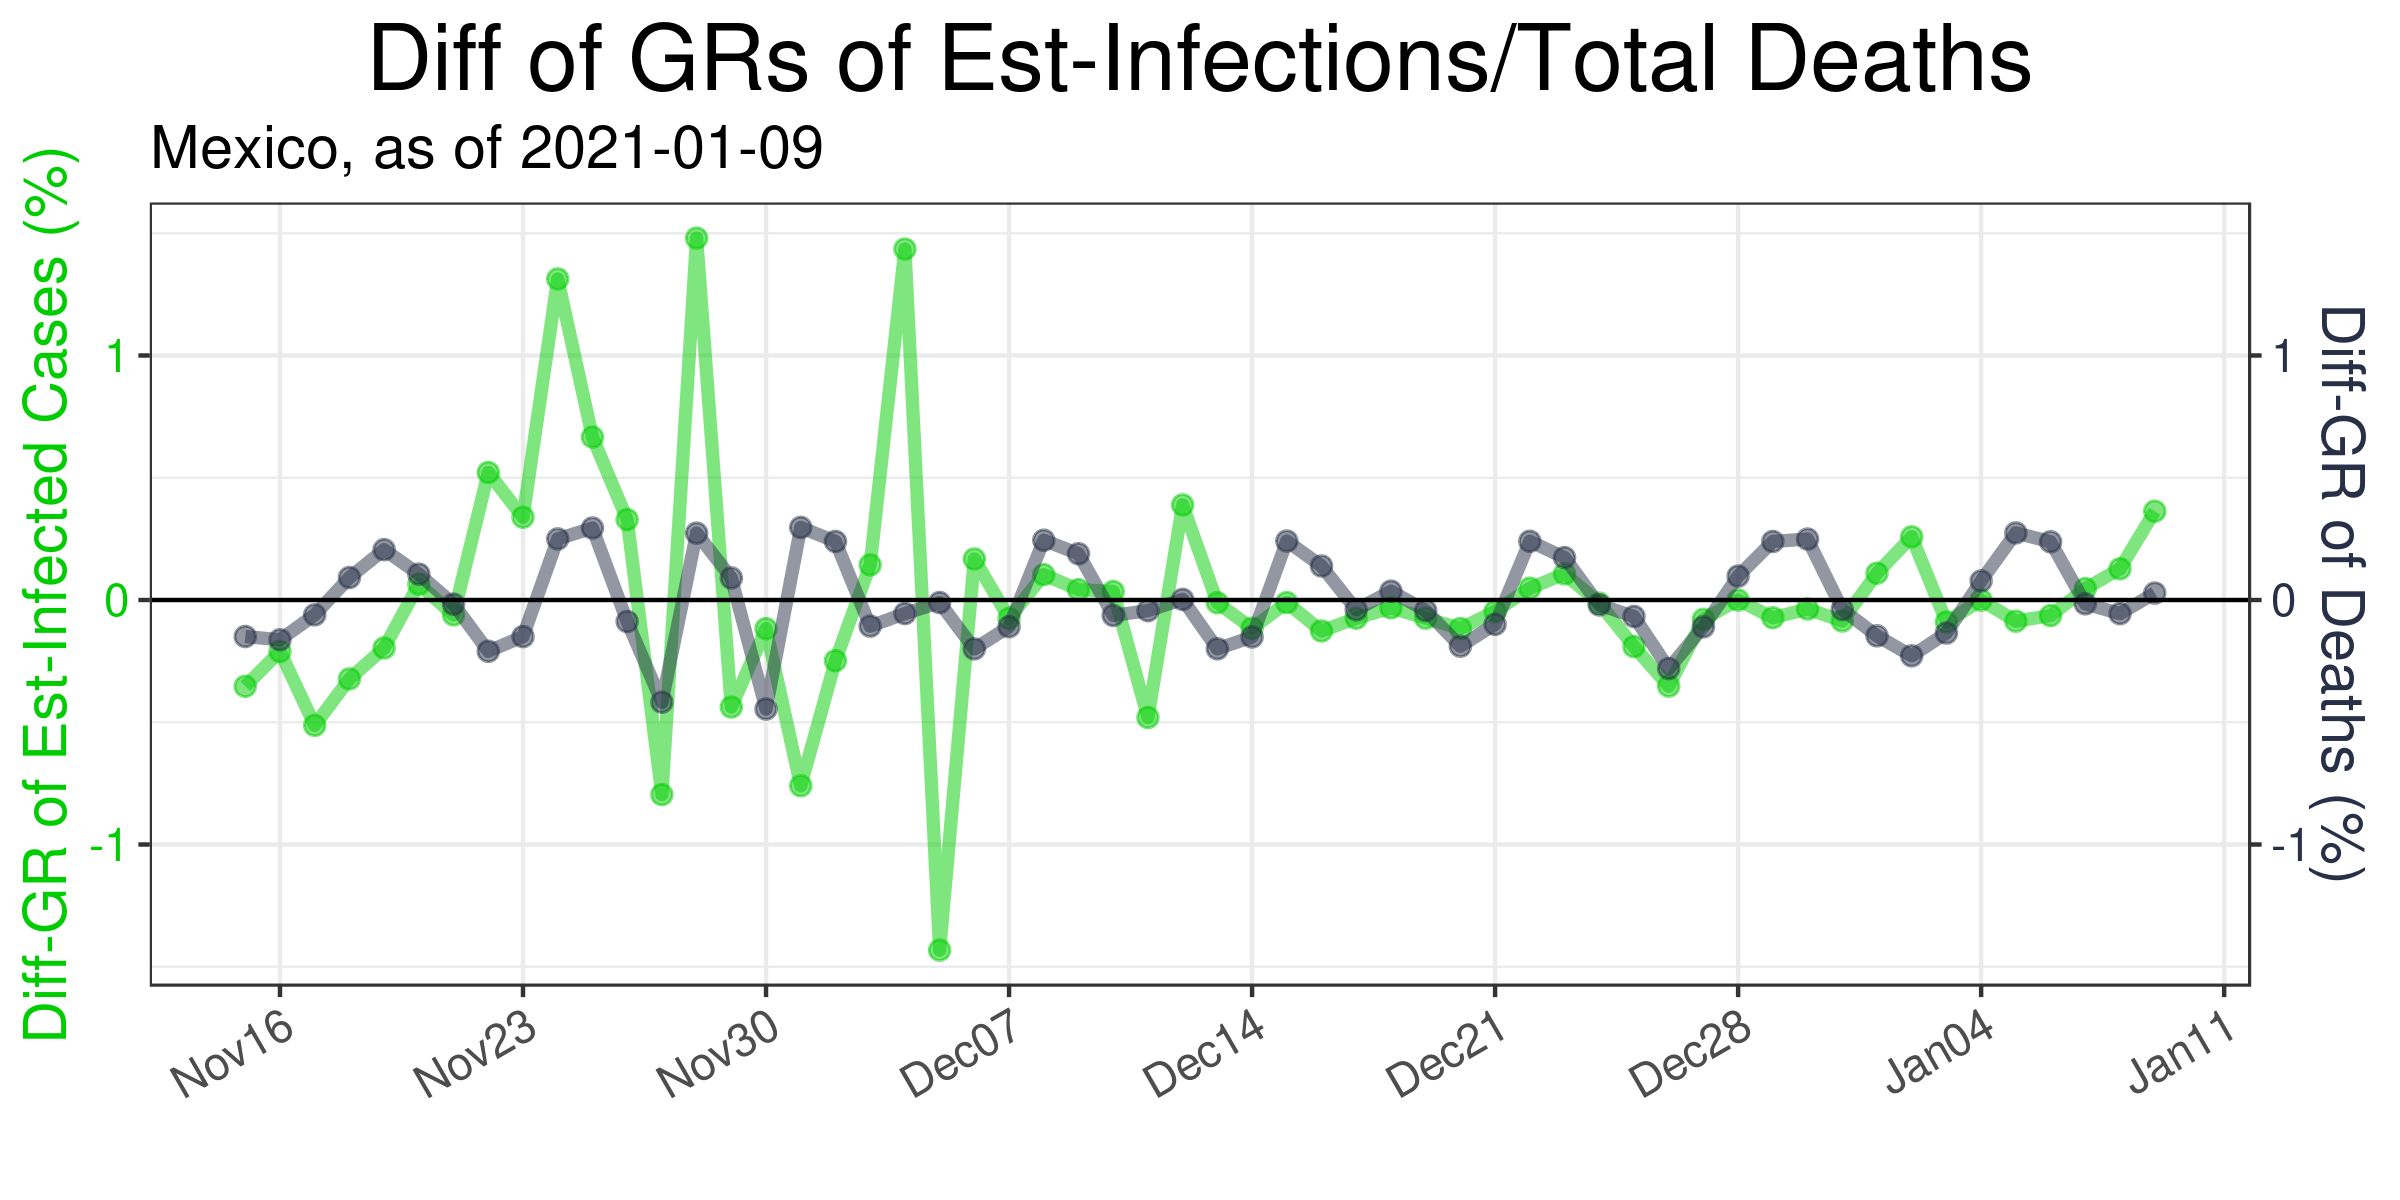 Diff of GRs of Est-Infections/Total Deaths
Mexico, as of 2021-01-09
Diff-GR of Est-Infected Cases (%)
1
0
-1
1
0
-1
Diff-GR of Deaths (%)
Nov16
Nov23
Nov30
Dec07
Dec14
Dec21
Dec28
Jan04
Jan11